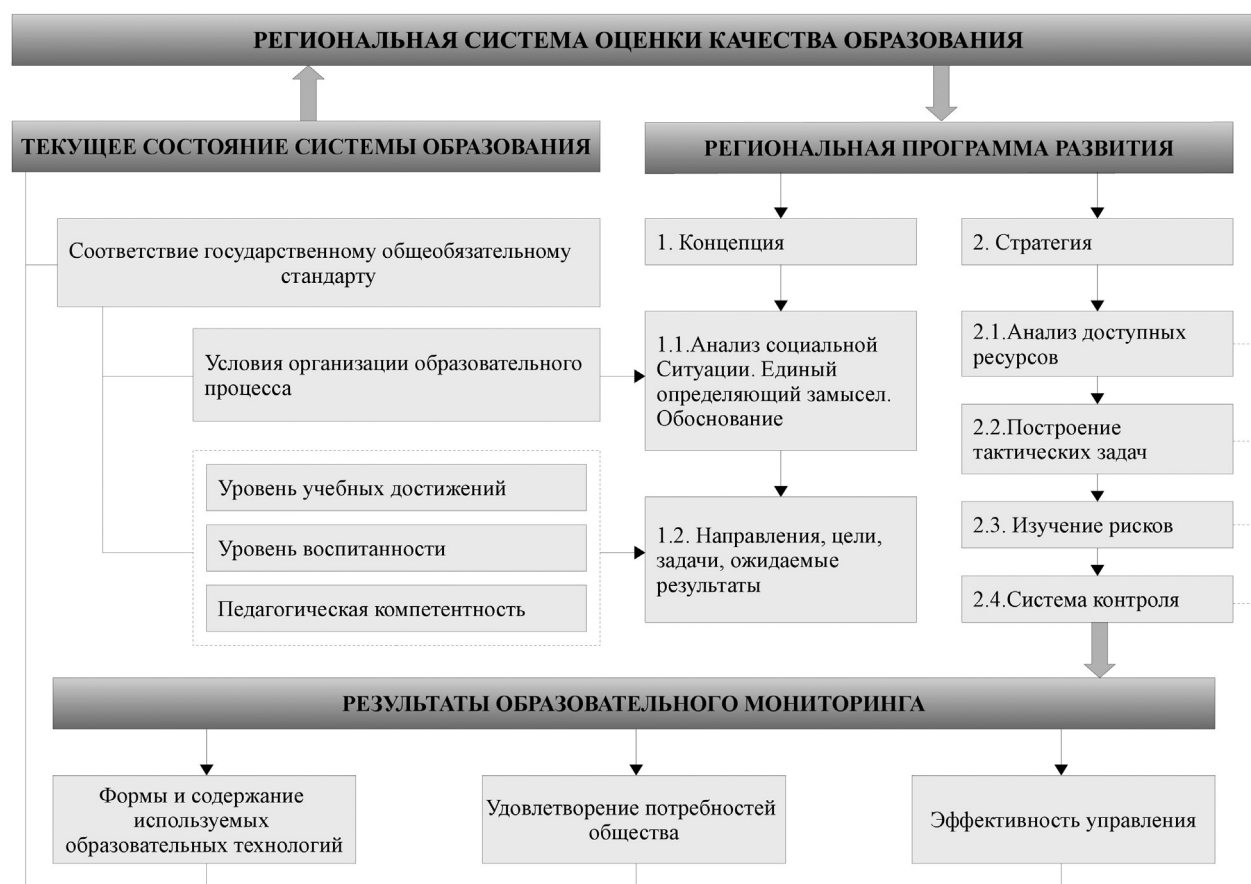 РЕГИОНАЛЬНАЯ СИСТЕМА ОЦЕНКИ КАЧЕСТВА ОБРАЗОВАНИЯ
ТЕКУЩЕЕ СОСТОЯНИЕ СИСТЕМЫ ОБРАЗОВАНИЯ
Соответствие государственному общеобязательному
стандарту
Условия организации образовательного
процесса
Уровень учебных достижений
Уровень воспитанности
Педагогическая компетентность
РЕГИОНАЛЬНАЯ ПРОГРАММА РАЗВИТИЯ
1. Концепция
1.1.Анализ социальной
Ситуации. Единый
определяющий замысел.
Обоснование
1.2. Направления, цели,
задачи, ожидаемые
результаты
2. Стратегия
2.1.Анализ доступных
ресурсов
2.2.Построение
тактических задач
2.3. Изучение рисков
2.4.Система контроля
РЕЗУЛЬТАТЫ ОБРАЗОВАТЕЛЬНОГО МОНИТОРИНГА
Формы и содержание
используемых
образовательных технологий
Удовлетворение потребностей
общества
Эффективность управления